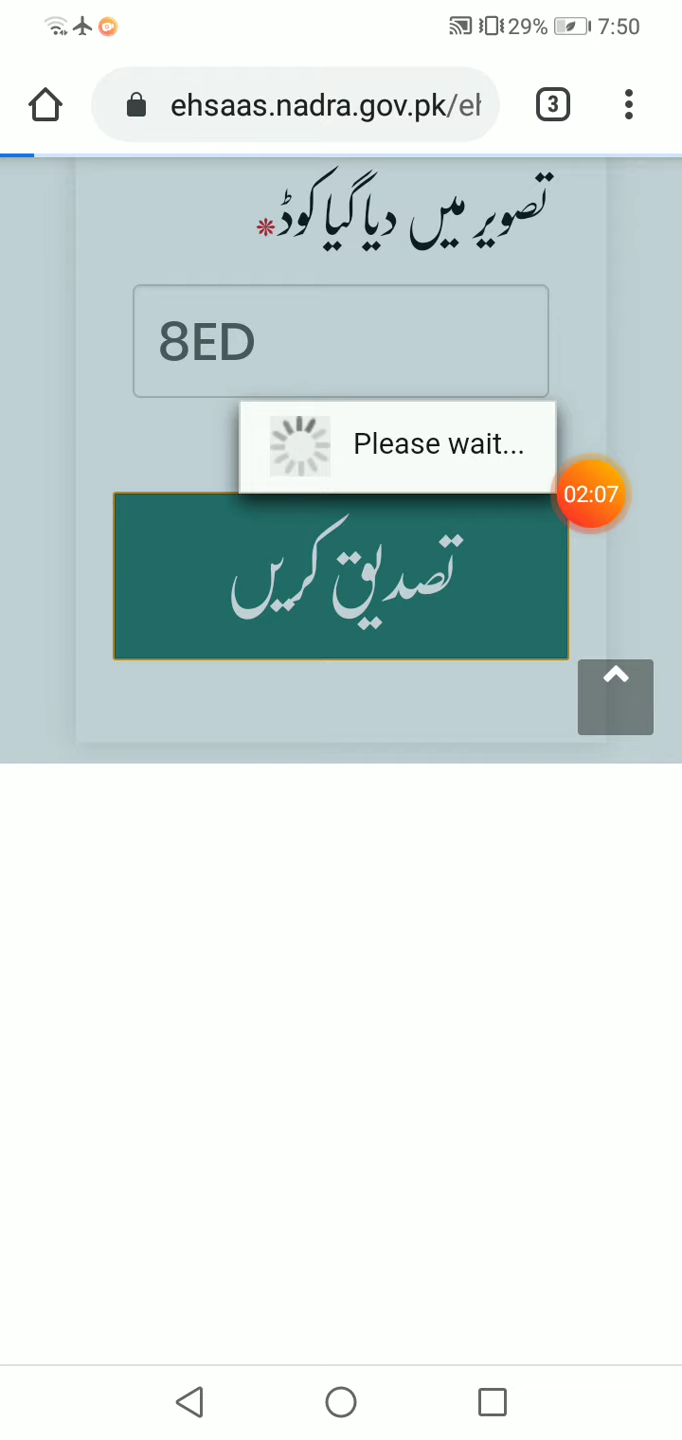 29% 7:50
ehsaas.nadra.gov.pk/eh
3
تصویر میں دیا گیا کوڈ*
8ED
Please wait...
02:07
تصدیق کریں